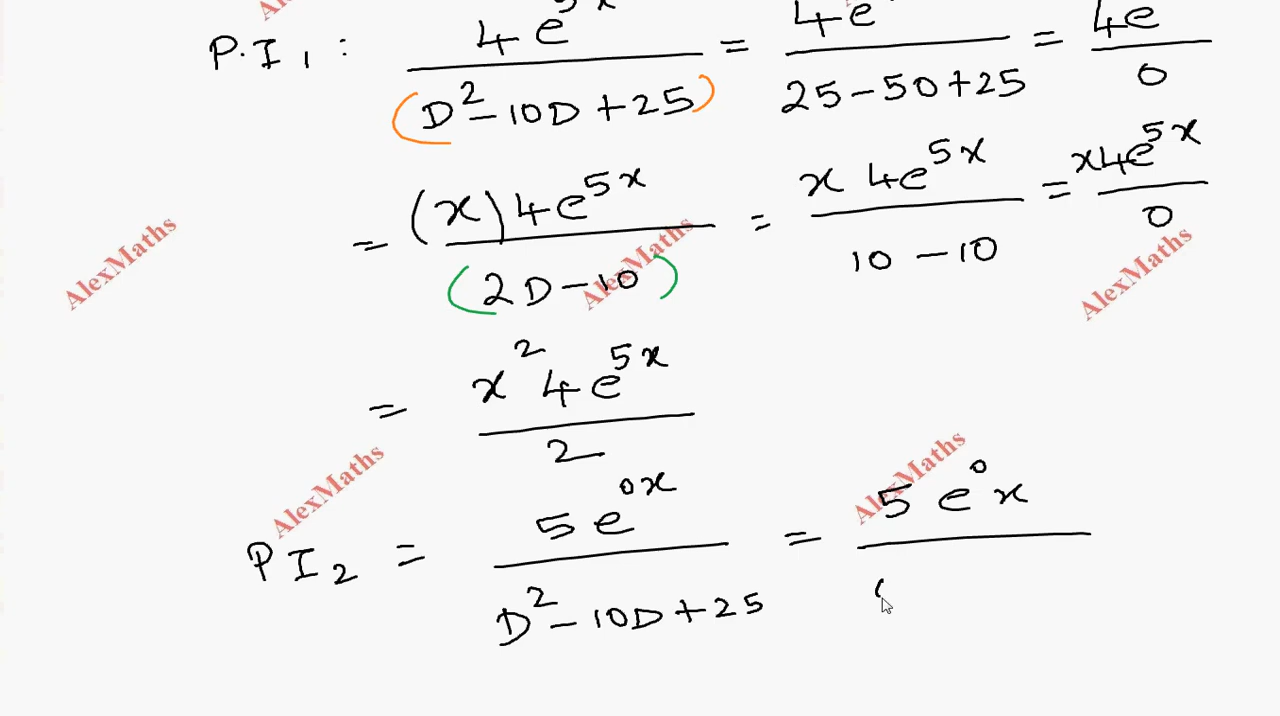 P.I₁ : 4e^5x / (D² - 10D + 25) = 4e / 25 - 50 + 25 = 4e / 0
= (x) 4e^5x / (2D - 10) = x 4e^5x / 10 - 10 = x4e^5x / 0
= x² 4e^5x / 2
PI₂ = 5 e^0x / D² - 10D + 25 = 5 e^0 x /
AlexMaths
AlexMaths
AlexMaths
AlexMaths
AlexMaths